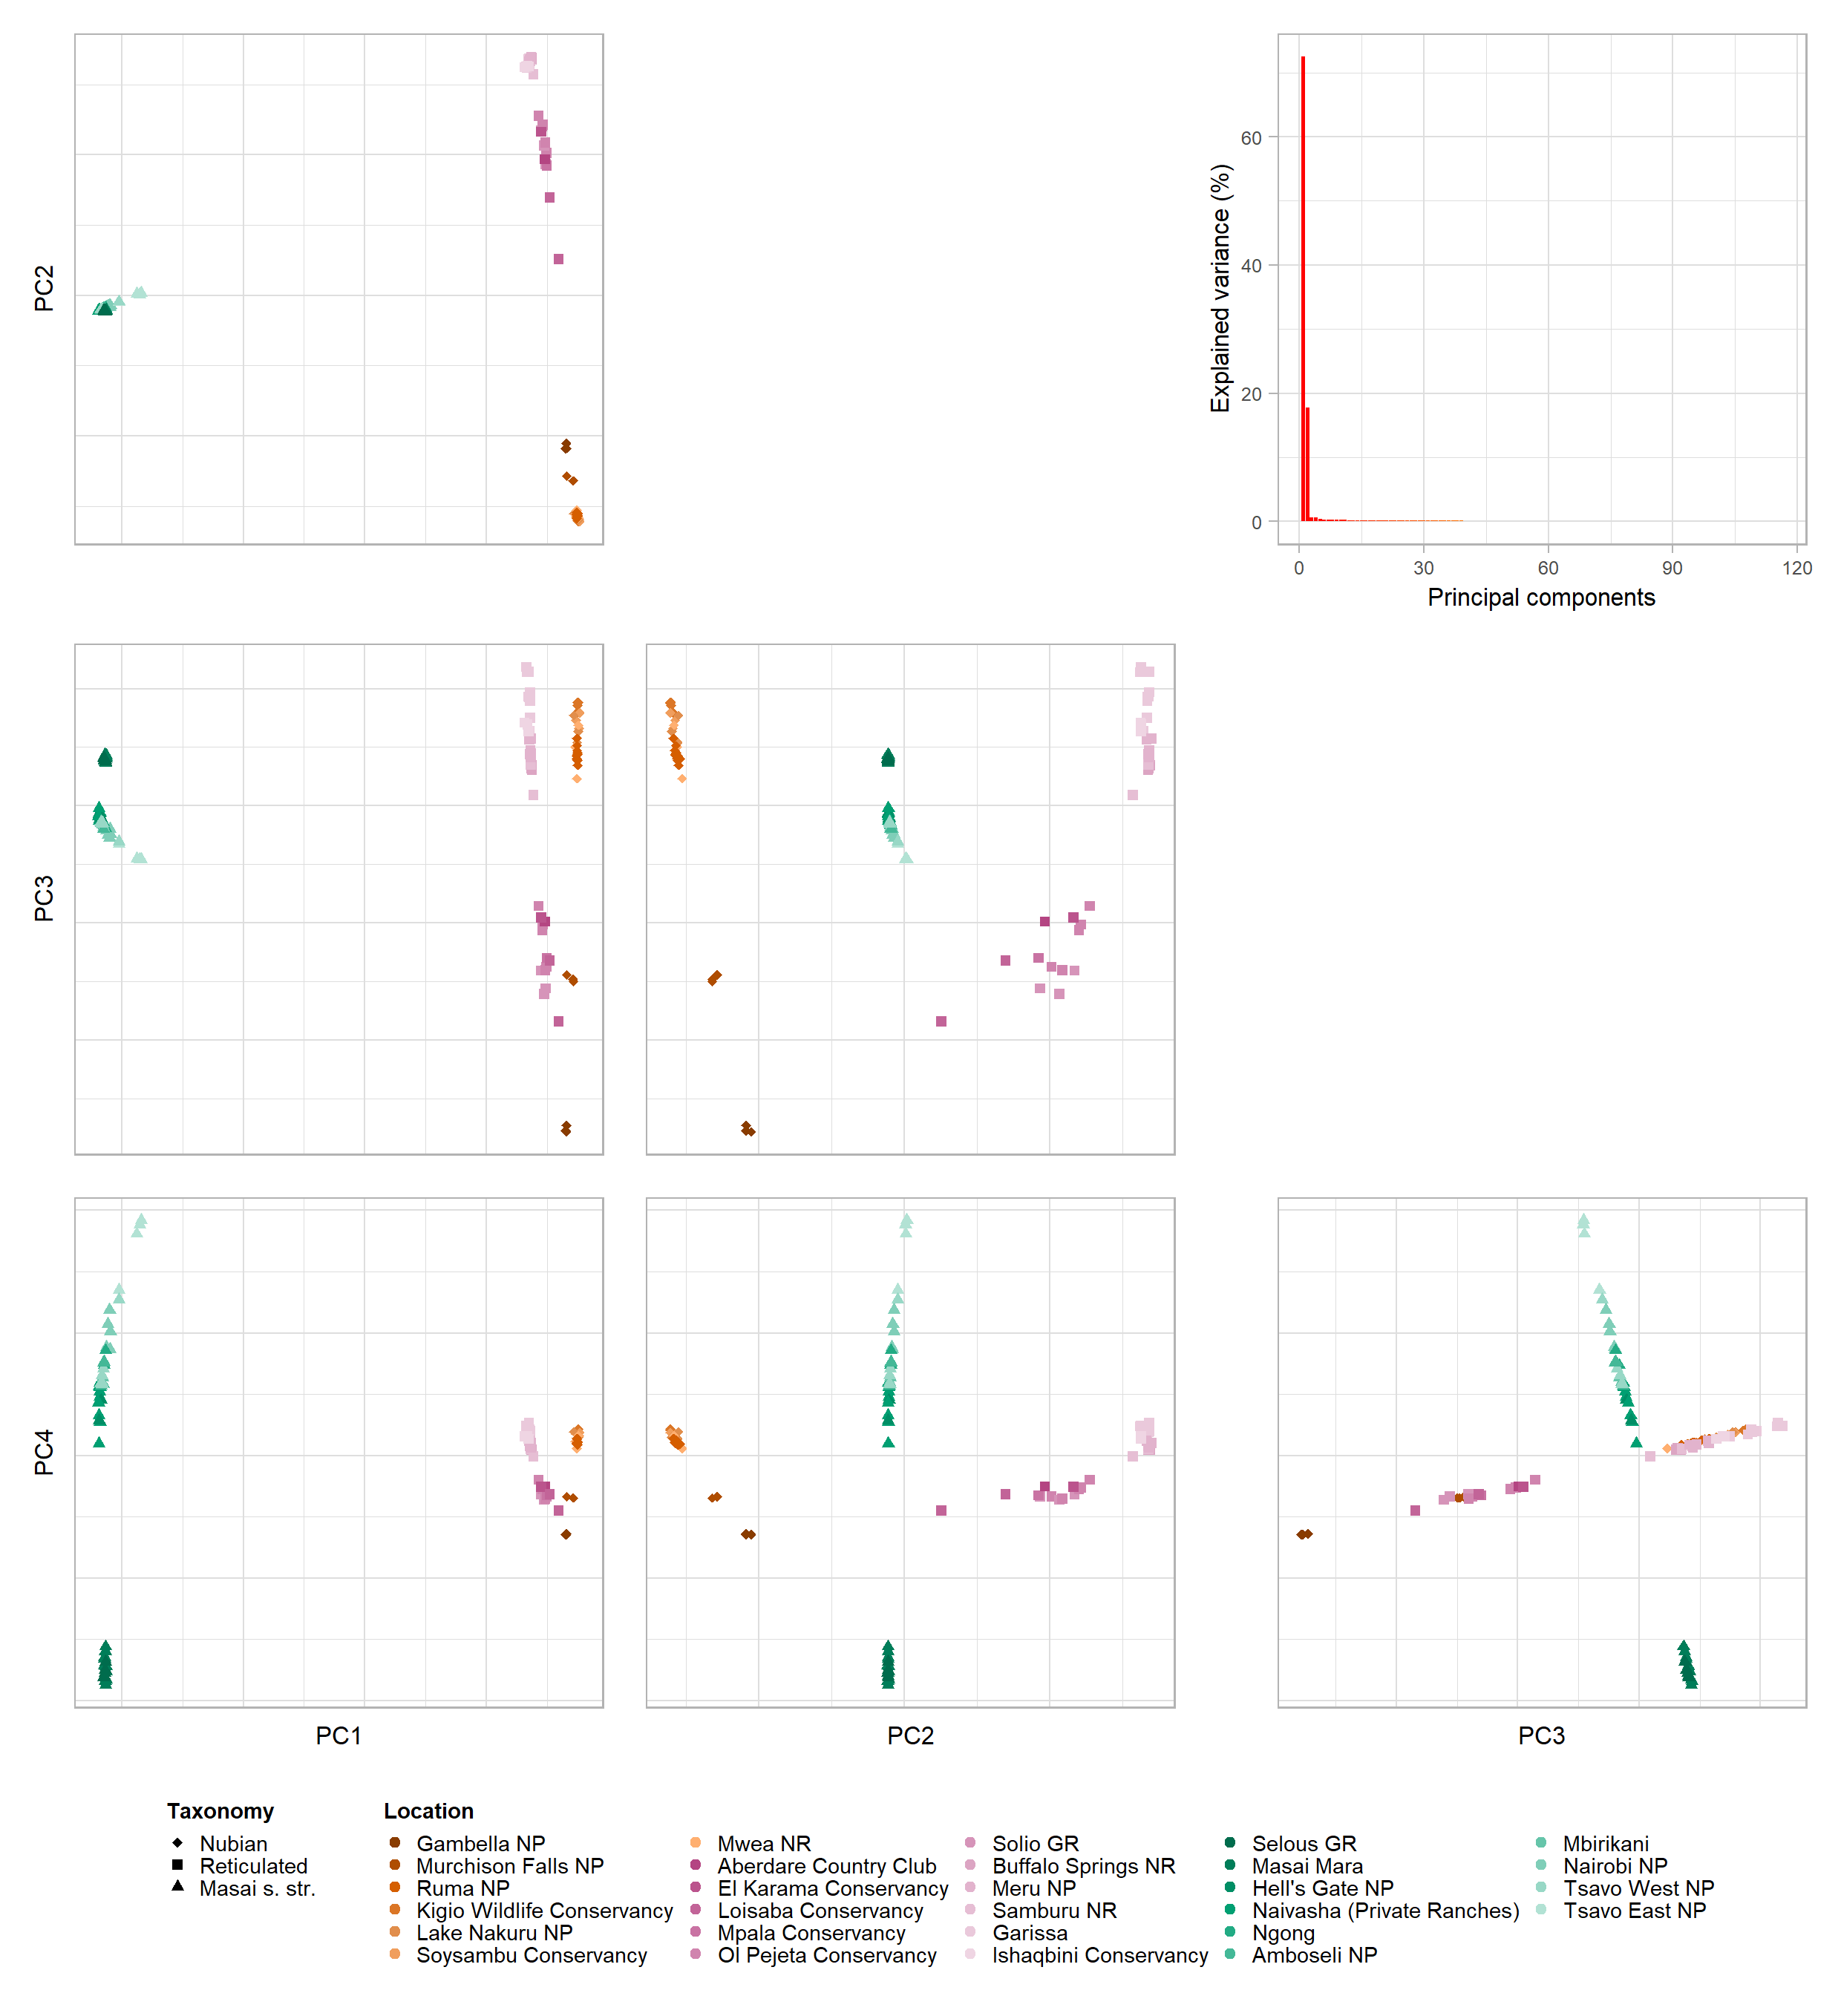 PC2
Explained variance (%)
60
40
20
0
0 30 60 90 120
Principal components
PC3
PC4
PC1 PC2 PC3
Taxonomy
Nubian
Reticulated
Masai s. str.
Location
Gambella NP
Murchison Falls NP
Ruma NP
Kigio Wildlife Conservancy
Lake Nakuru NP
Soysambu Conservancy
Mwea NR
Aberdare Country Club
El Karama Conservancy
Loisaba Conservancy
Mpala Conservancy
Ol Pejeta Conservancy
Solio GR
Buffalo Springs NR
Meru NP
Samburu NR
Garissa
Ishaqbini Conservancy
Selous GR
Masai Mara
Hell's Gate NP
Naivasha (Private Ranches)
Ngong
Amboseli NP
Mbirikani
Nairobi NP
Tsavo West NP
Tsavo East NP